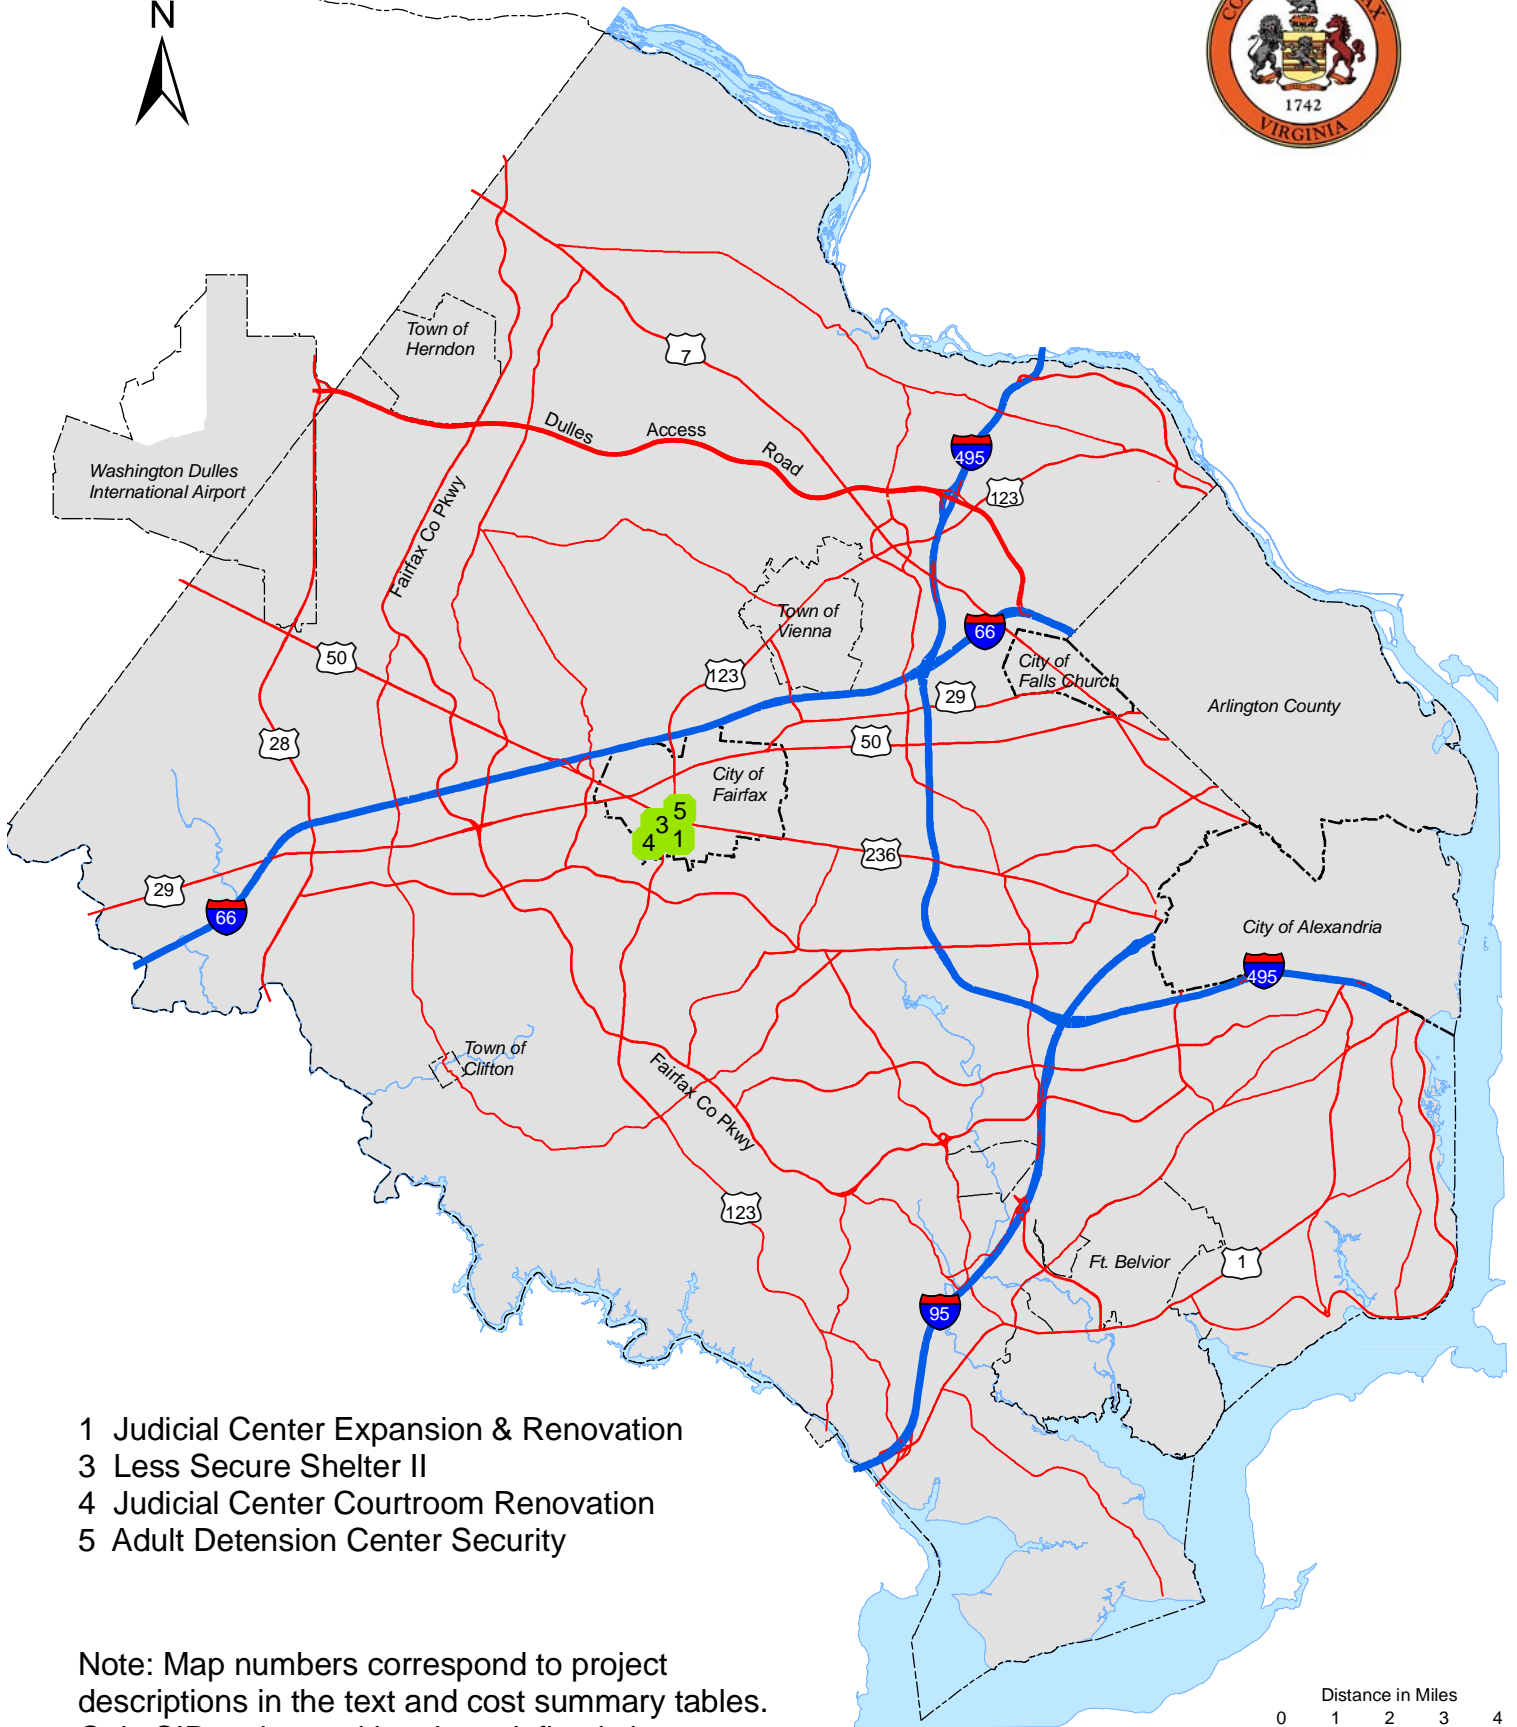 N
1742
VIRGINIA
Town of
Herndon
7
Dulles Access Road
495
123
Washington Dulles
International Airport
Fairfax Co Pkwy
Town of
Vienna
66
50
123
City of
Falls Church
29
Arlington County
28
50
City of
Fairfax
5
3
4
1
236
29
66
City of Alexandria
495
Town of
Clifton
Fairfax Co Pkwy
123
Ft. Belvior
1
95
1 Judicial Center Expansion & Renovation
3 Less Secure Shelter II
4 Judicial Center Courtroom Renovation
5 Adult Detension Center Security
Note: Map numbers correspond to project
descriptions in the text and cost summary tables.
Distance in Miles
0 1 2 3 4